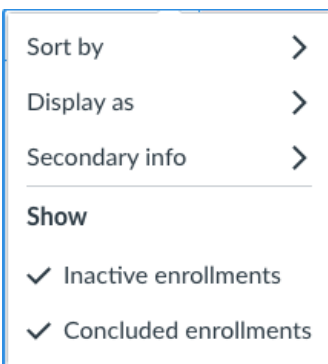 Sort by
Display as
Secondary info
Show
Inactive enrollments
Concluded enrollments